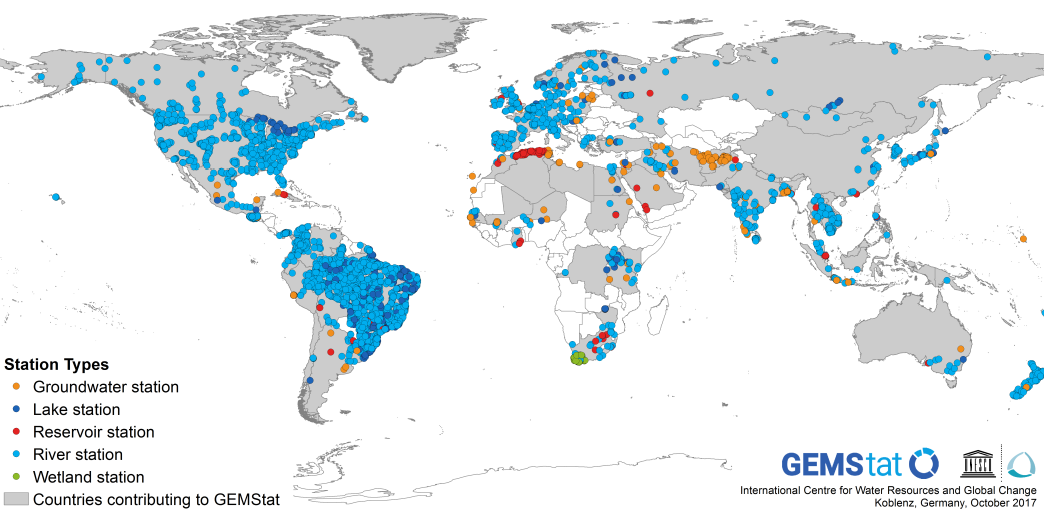 Station Types
Groundwater station
Lake station
Reservoir station
River station
Wetland station
Countries contributing to GEMStat
GEMStat
UNESCO
International Centre for Water Resources and Global Change
Koblenz, Germany, October 2017